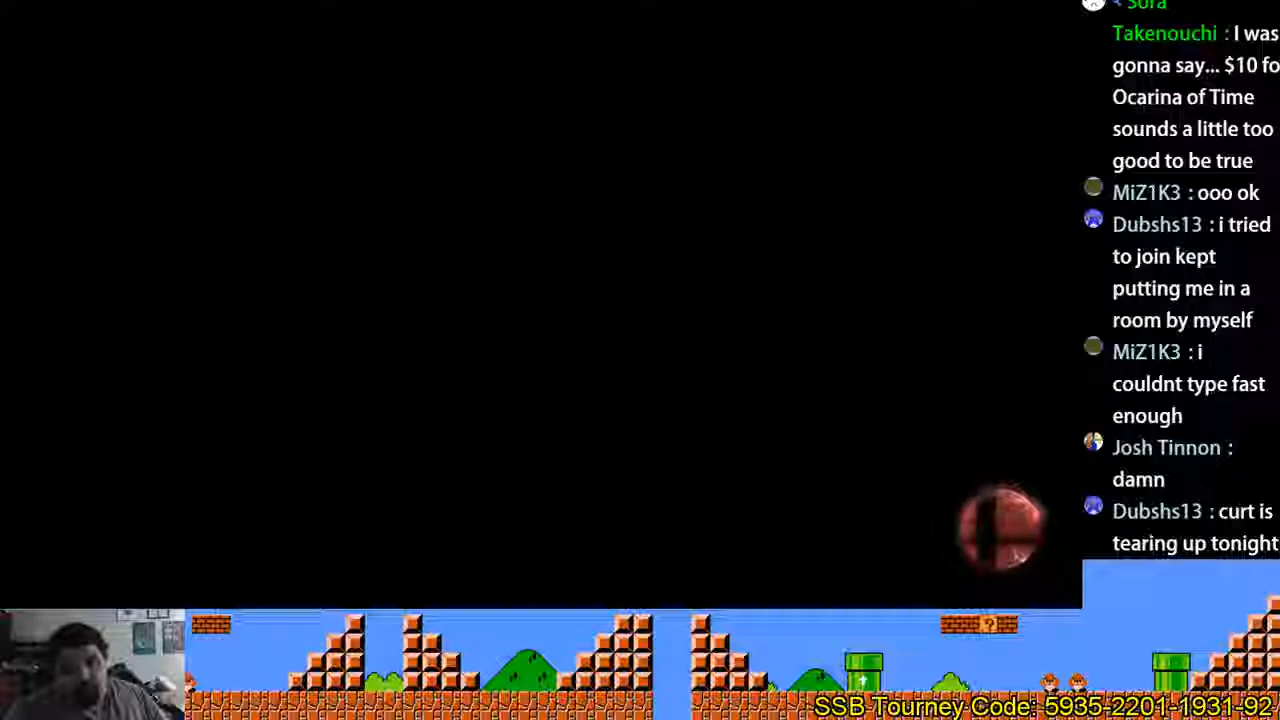 Sora
Takenouchi : I was
gonna say... $10 fo
Ocarina of Time
sounds a little too
good to be true
MiZ1K3 : ooo ok
Dubshs13 : i tried
to join kept
putting me in a
room by myself
MiZ1K3 : i
couldnt type fast
enough
Josh Tinnon :
damn
Dubshs13 : curt is
tearing up tonight
?
SSB Tourney Code: 5935-2201-1931-92